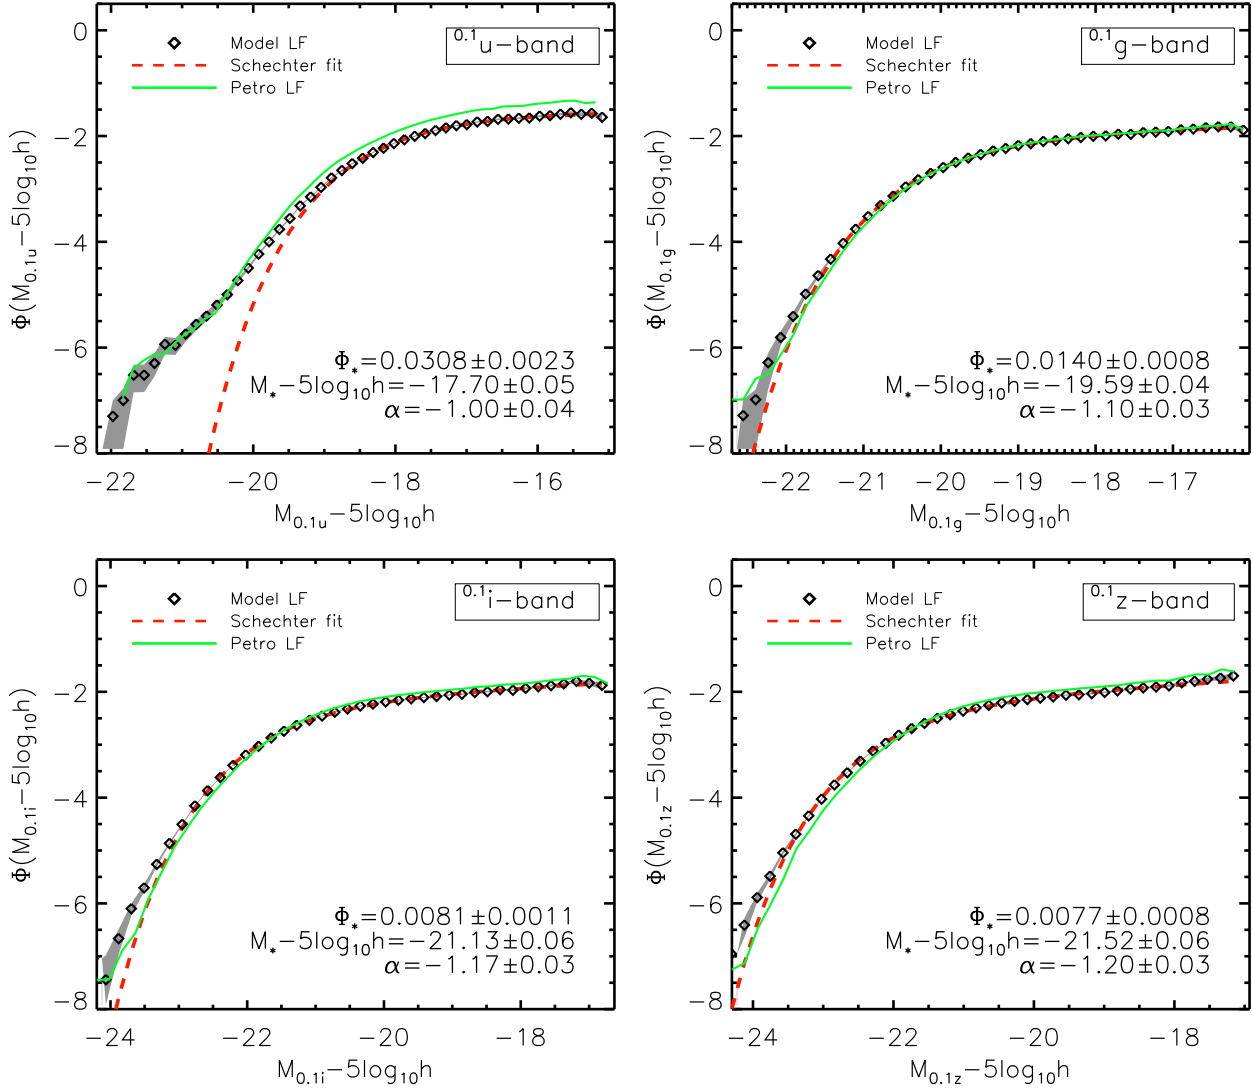 0.1u-band
Model LF
Schechter fit
Petro LF
0
-2
-4
-6
-8
Φ(M0.1u-5log10h)
Φ*=0.0308±0.0023
M*-5log10h=-17.70±0.05
α=-1.00±0.04
-22 -20 -18 -16
M0.1u-5log10h
0.1g-band
Model LF
Schechter fit
Petro LF
0
-2
-4
-6
-8
Φ(M0.1g-5log10h)
Φ*=0.0140±0.0008
M*-5log10h=-19.59±0.04
α=-1.10±0.03
-22 -21 -20 -19 -18 -17
M0.1g-5log10h
0.1i-band
Model LF
Schechter fit
Petro LF
0
-2
-4
-6
-8
Φ(M0.1i-5log10h)
Φ*=0.0081±0.0011
M*-5log10h=-21.13±0.06
α=-1.17±0.03
-24 -22 -20 -18
M0.1i-5log10h
0.1z-band
Model LF
Schechter fit
Petro LF
0
-2
-4
-6
-8
Φ(M0.1z-5log10h)
Φ*=0.0077±0.0008
M*-5log10h=-21.52±0.06
α=-1.20±0.03
-24 -22 -20 -18
M0.1z-5log10h